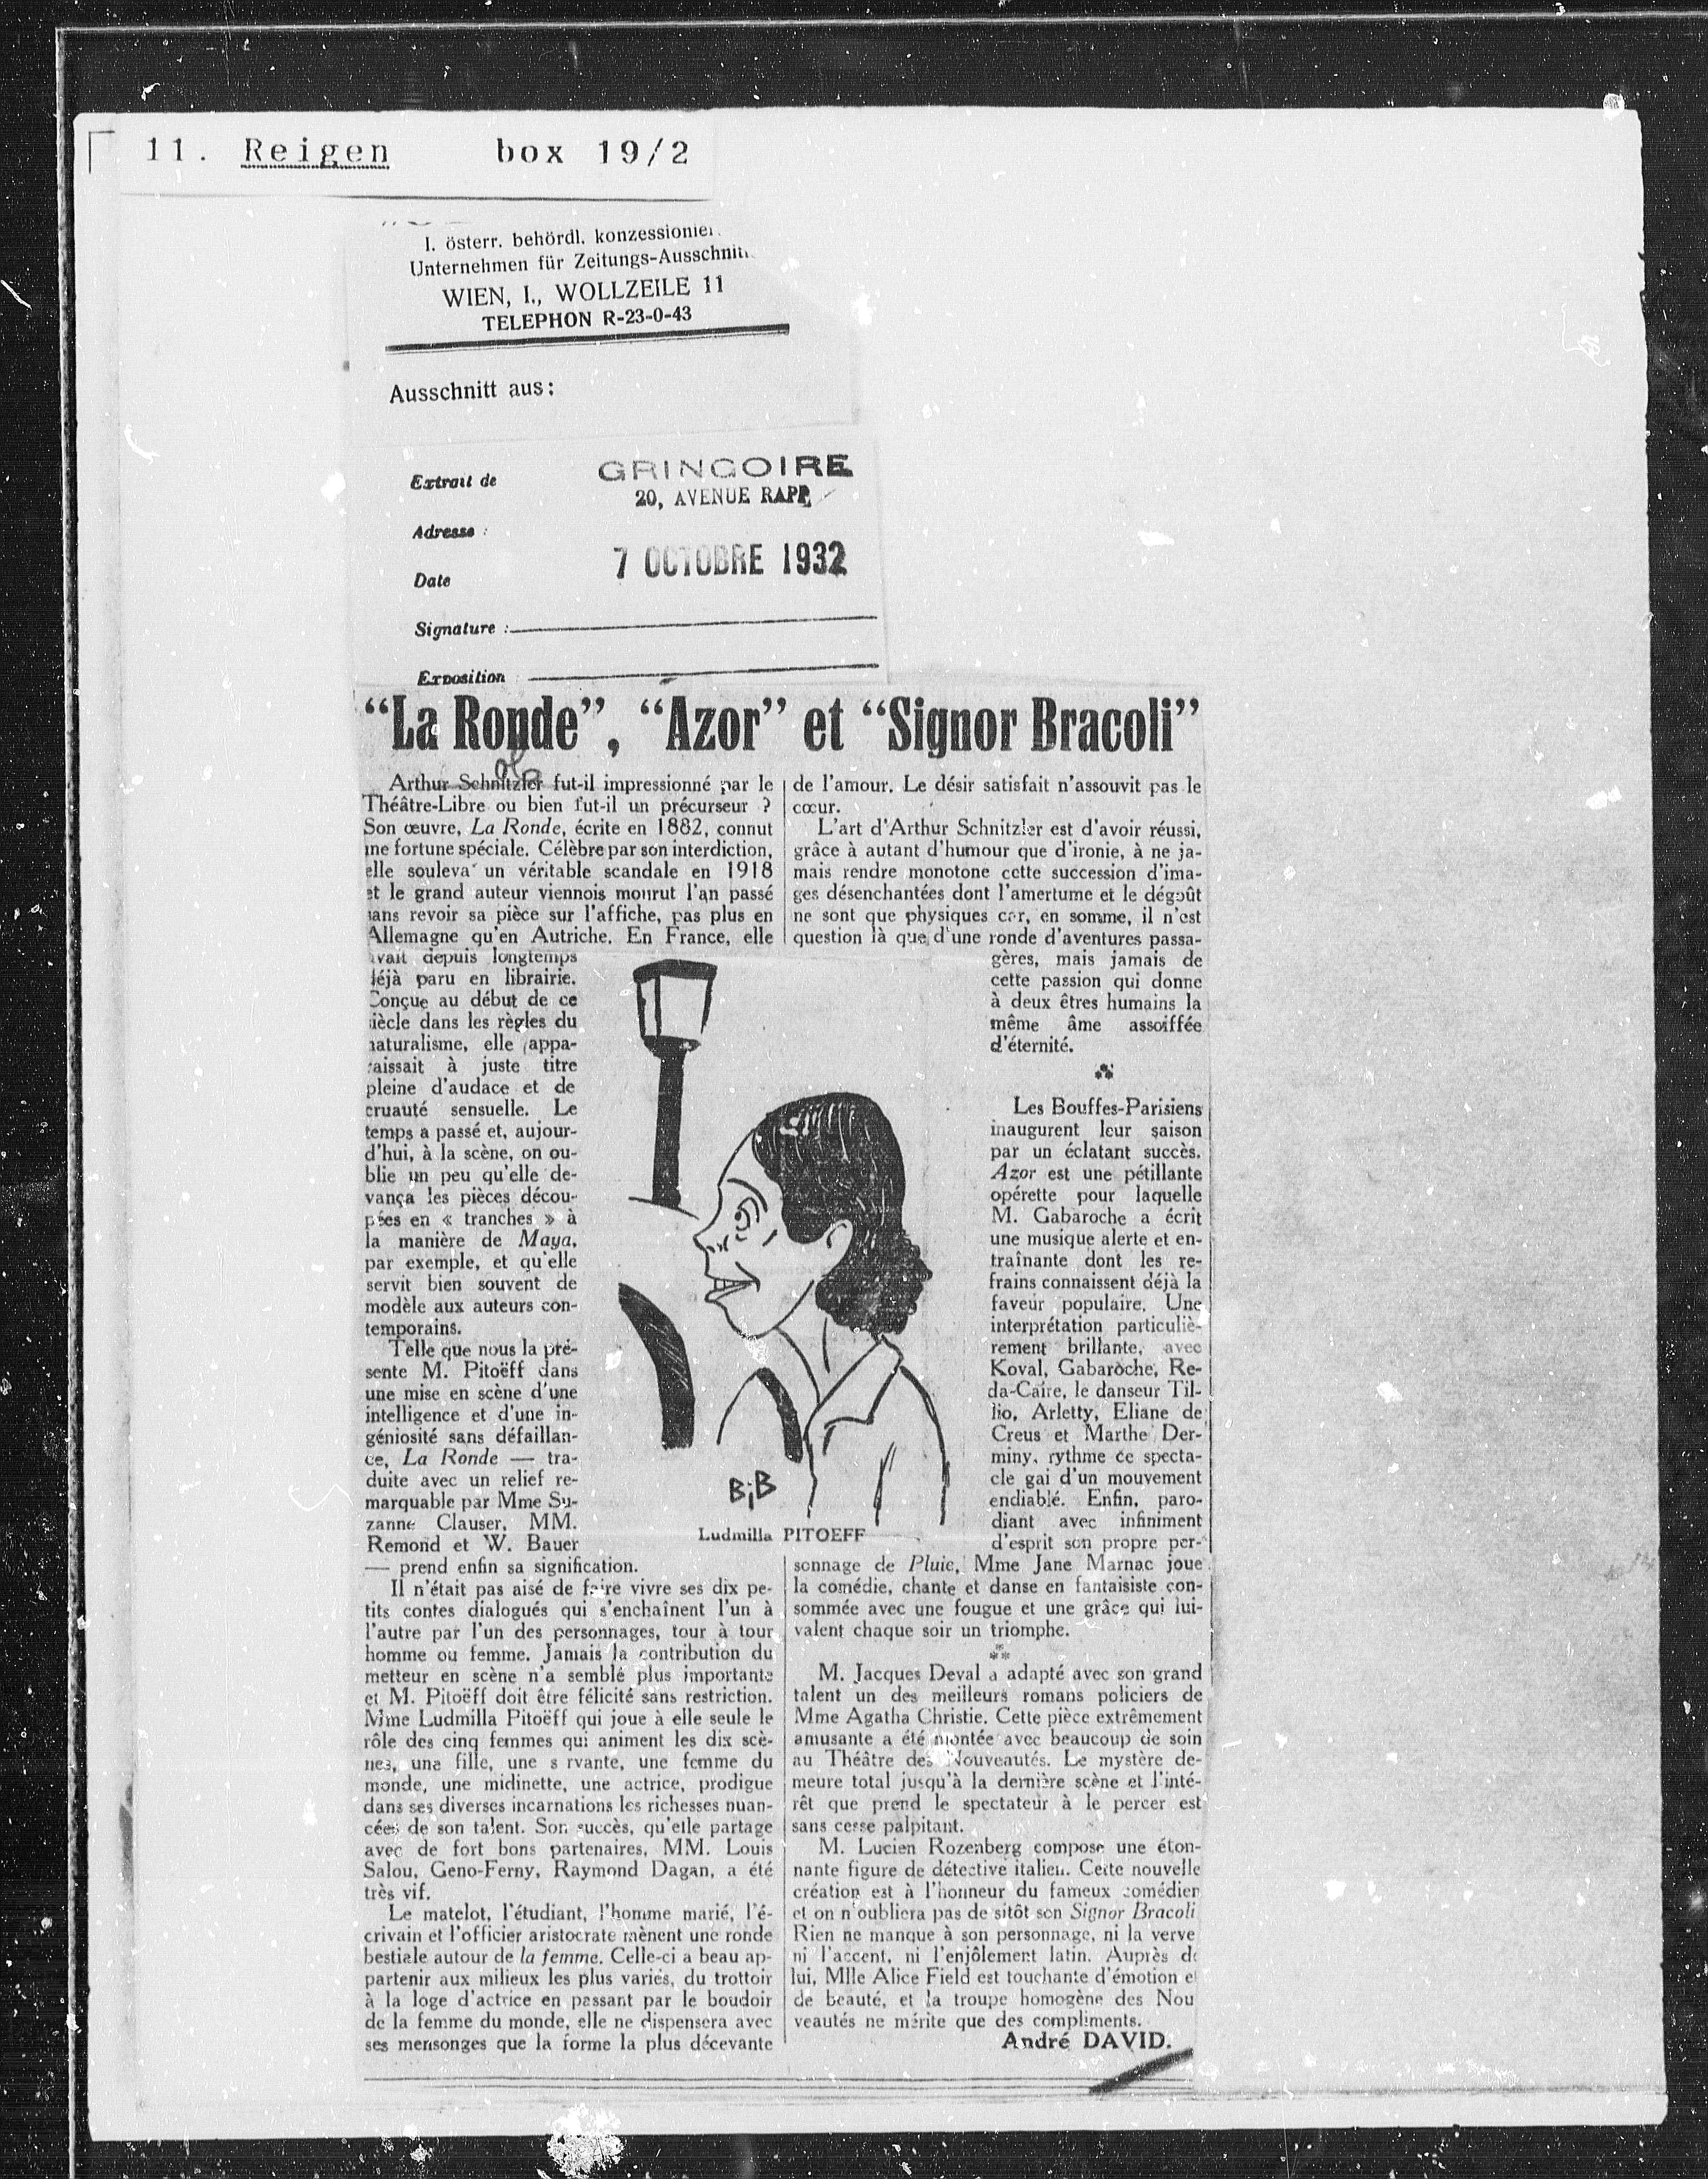 11. Reigen box 19/2
I. österr. behördl. konzessionier
Unternehmen für Zeitungs-Ausschnitt
WIEN, I., WOLLZEILE 11
TELEPHON R-23-0-43
Ausschnitt aus:
Extrait de GRINGOIRE
20, AVENUE RAPP
Adresse :
Date 7 OCTOBRE 1932
Signature :
Exposition
“La Ronde”, “Azor” et “Signor Bracoli”
Arthur Schnitzler fut-il impressionné par le
Théâtre-Libre ou bien fut-il un précurseur ?
Son œuvre, La Ronde, écrite en 1882, connut
une fortune spéciale. Célèbre par son interdiction,
elle souleva un véritable scandale en 1918
et le grand auteur viennois mourut l'an passé
sans revoir sa pièce sur l'affiche, pas plus en
Allemagne qu'en Autriche. En France, elle
avait depuis longtemps
déjà paru en librairie.
Conçue au début de ce
siècle dans les règles du
naturalisme, elle appa-
raissait à juste titre
pleine d'audace et de
cruauté sensuelle. Le
temps a passé et, aujour-
d'hui, à la scène, on ou-
blie un peu qu'elle de-
vança les pièces décou-
pées en « tranches » à
la manière de Maya,
par exemple, et qu'elle
servit bien souvent de
modèle aux auteurs con-
temporains.
Telle que nous la pré-
sente M. Pitoëff dans
une mise en scène d'une
intelligence et d'une in-
géniosité sans défaillan-
ce, La Ronde — tra-
duite avec un relief re-
marquable par Mme Su-
zanne Clauser, MM.
Remond et W. Bauer
— prend enfin sa signification.
Il n'était pas aisé de faire vivre ses dix pe-
tits contes dialogués qui s'enchaînent l'un à
l'autre par l'un des personnages, tour à tour
homme ou femme. Jamais la contribution du
metteur en scène n'a semblé plus importante
et M. Pitoëff doit être félicité sans restriction.
Mme Ludmilla Pitoëff qui joue à elle seule le
rôle des cinq femmes qui animent les dix scè-
nes, une fille, une s rvante, une femme du
monde, une midinette, une actrice, prodigue
dans ses diverses incarnations les richesses nuan-
cées de son talent. Son succès, qu'elle partage
avec de fort bons partenaires, MM. Louis
Salou, Geno-Ferny, Raymond Dagan, a été
très vif.
Le matelot, l'étudiant, l'homme marié, l'é-
crivain et l'officier aristocrate mènent une ronde
bestiale autour de la femme. Celle-ci a beau ap-
partenir aux milieux les plus variés, du trottoir
à la loge d'actrice en passant par le boudoir
de la femme du monde, elle ne dispensera avec
ses mensonges que la forme la plus décevante
BiB
Ludmilla PITOEFF
de l'amour. Le désir satisfait n'assouvit pas le
cœur.
L'art d'Arthur Schnitzler est d'avoir réussi,
grâce à autant d'humour que d'ironie, à ne ja-
mais rendre monotone cette succession d'ima-
ges désenchantées dont l'amertume et le dégoût
ne sont que physiques car, en somme, il n'est
question là que d'une ronde d'aventures passa-
gères, mais jamais de
cette passion qui donne
à deux êtres humains la
même âme assoiffée
d'éternité.
Les Bouffes-Parisiens
inaugurent leur saison
par un éclatant succès.
Azor est une pétillante
opérette pour laquelle
M. Gabaroche a écrit
une musique alerte et en-
traînante dont les re-
frains connaissent déjà la
faveur populaire. Une
interprétation particuliè-
rement brillante, avec
Koval, Gabaroche, Re-
da-Caire, le danseur Til-
lio, Arletty, Eliane de
Creus et Marthe Der-
miny, rythme ce specta-
cle gai d'un mouvement
endiablé. Enfin, paro-
diant avec infiniment
d'esprit son propre per-
sonnage de Pluie, Mme Jane Marnac joue
la comédie, chante et danse en fantaisiste con-
sommée avec une fougue et une grâce qui lui
valent chaque soir un triomphe.
M. Jacques Deval a adapté avec son grand
talent un des meilleurs romans policiers de
Mme Agatha Christie. Cette pièce extrêmement
amusante a été montée avec beaucoup de soin
au Théâtre des Nouveautés. Le mystère de-
meure total jusqu'à la dernière scène et l'inté-
rêt que prend le spectateur à le percer est
sans cesse palpitant.
M. Lucien Rozenberg compose une éton-
nante figure de détective italien. Cette nouvelle
création est à l'honneur du fameux comédien
et on n'oubliera pas de sitôt son Signor Bracoli
Rien ne manque à son personnage, ni la verve
ni l'accent, ni l'enjôlement latin. Auprès de
lui, Mlle Alice Field est touchante d'émotion et
de beauté, et la troupe homogène des Nou
veautés ne mérite que des compliments.
André DAVID.